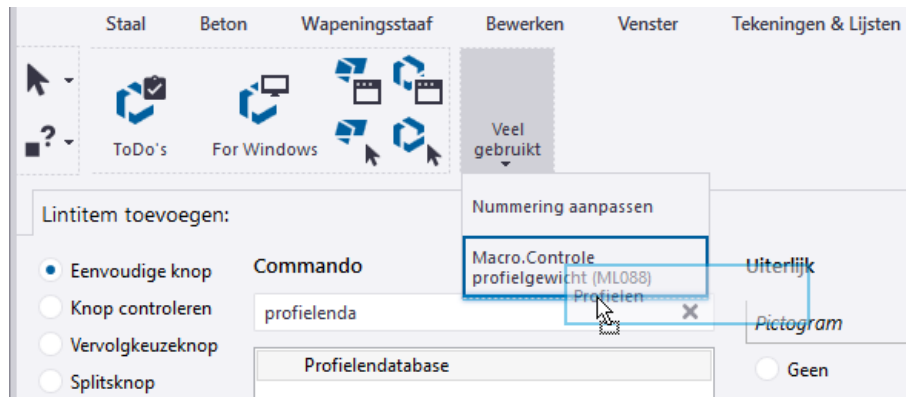 Staal Beton Wapeningsstaaf Bewerken Venster Tekeningen & Lijsten
?
ToDo's For Windows Veel
gebruikt
Nummering aanpassen
Lintitem toevoegen:
Macro.Controle
profielgewicht (ML088)
Profielen
Eenvoudige knop Commando Uiterlijk
Knop controleren profielenda Pictogram
Vervolgkeuzeknop
Profielendatabase Geen
Splitsknop